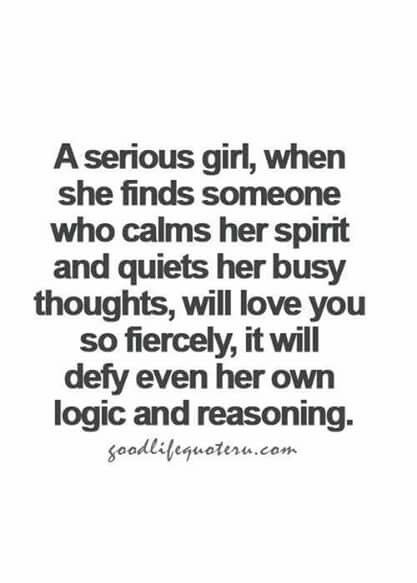 A serious girl, when
she finds someone
who calms her spirit
and quiets her busy
thoughts, will love you
so fiercely, it will
defy even her own
logic and reasoning.
goodlifequoteru.com